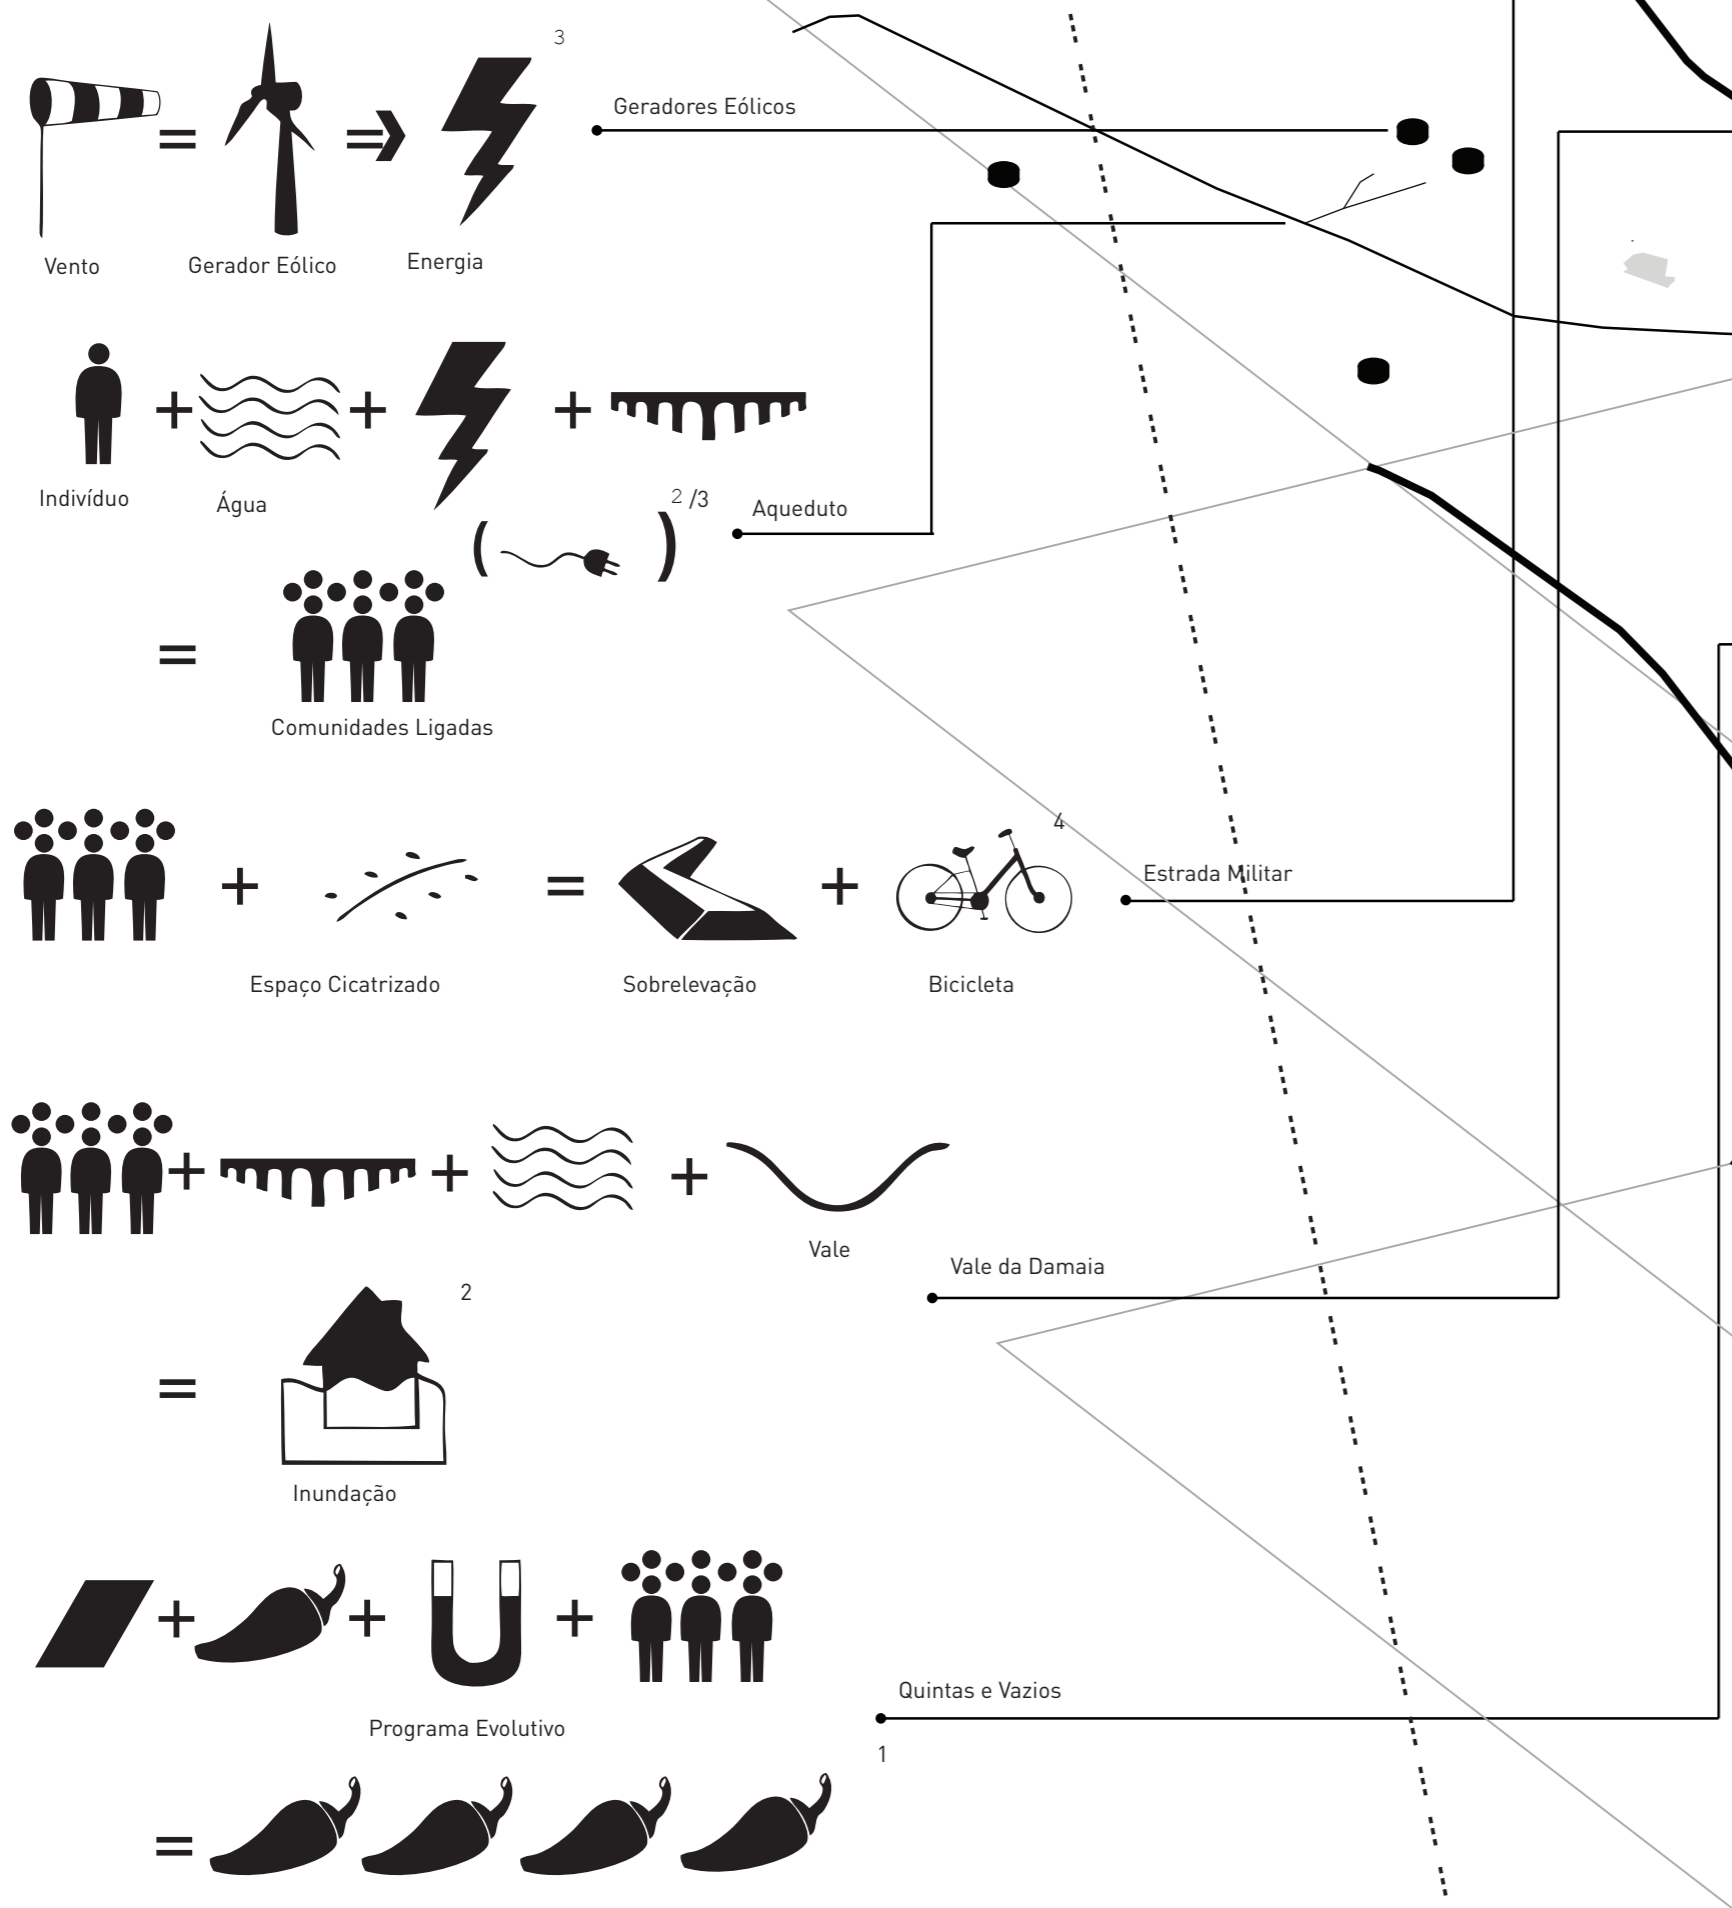 3
Geradores Eólicos
Vento
Gerador Eólico
Energia
Indivíduo
Água
2 /3
Aqueduto
Comunidades Ligadas
4
Estrada Militar
Espaço Cicatrizado
Sobrelevação
Bicicleta
Vale
Vale da Damaia
2
Inundação
Quintas e Vazios
Programa Evolutivo
1